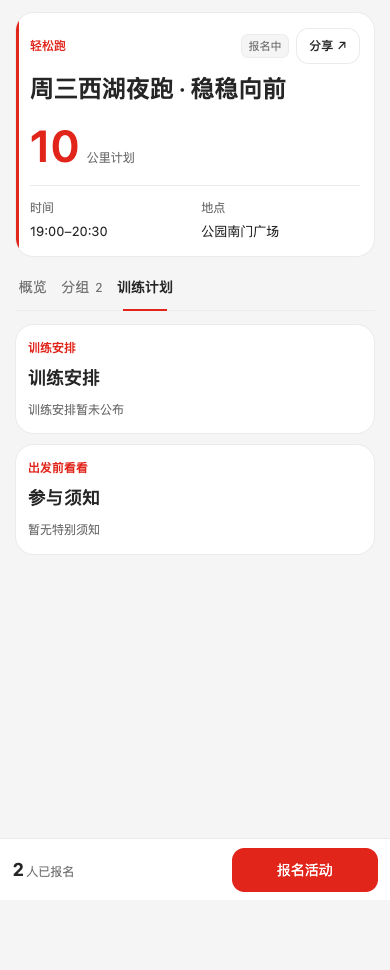 轻松跑
报名中
分享 ↗
周三西湖夜跑 · 稳稳向前
10 公里计划
时间
地点
19:00–20:30
公园南门广场
概览 分组 2 训练计划
训练安排
训练安排
训练安排暂未公布
出发前看看
参与须知
暂无特别须知
2 人已报名
报名活动